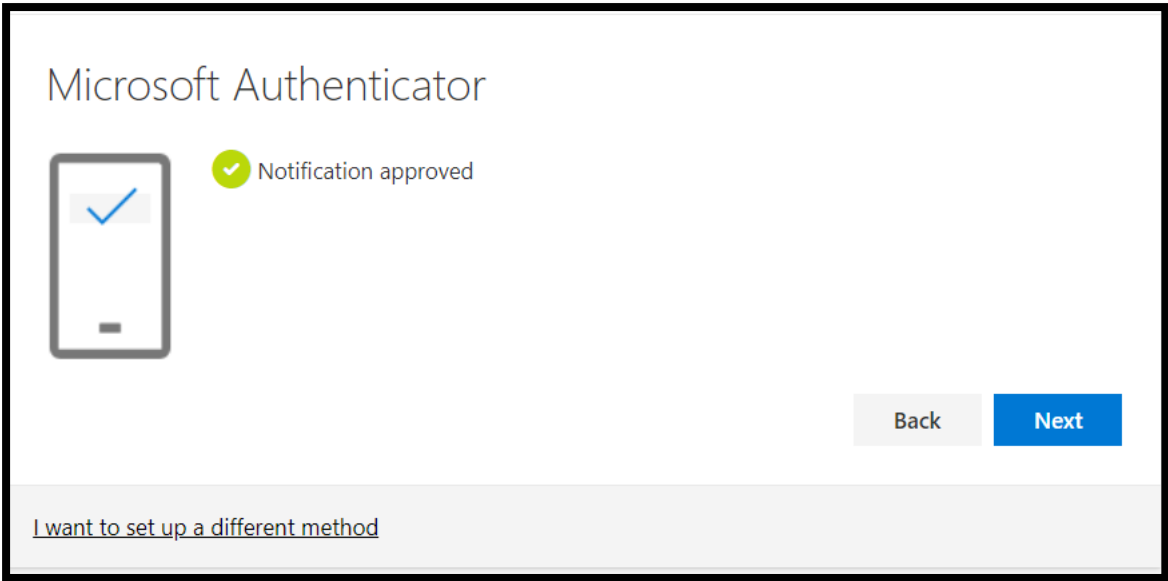 Microsoft Authenticator
Notification approved
Back
Next
I want to set up a different method